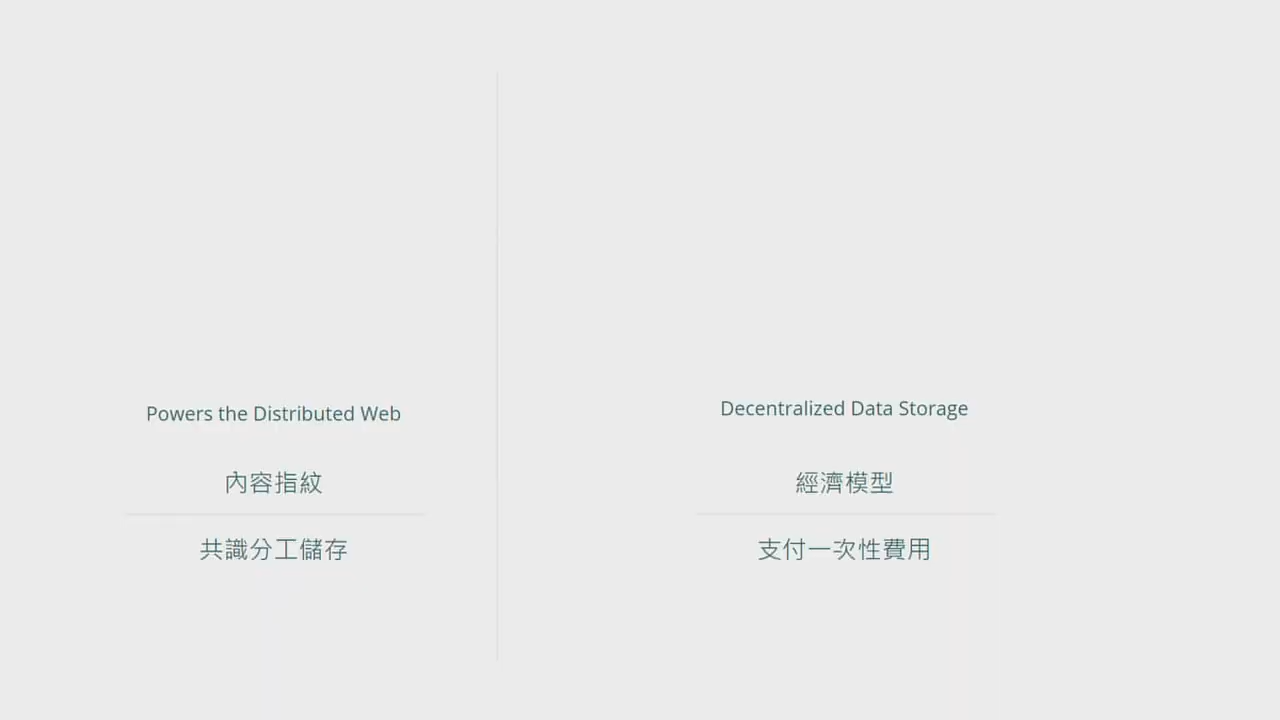 Powers the Distributed Web
內容指紋
共識分工儲存
Decentralized Data Storage
經濟模型
支付一次性費用